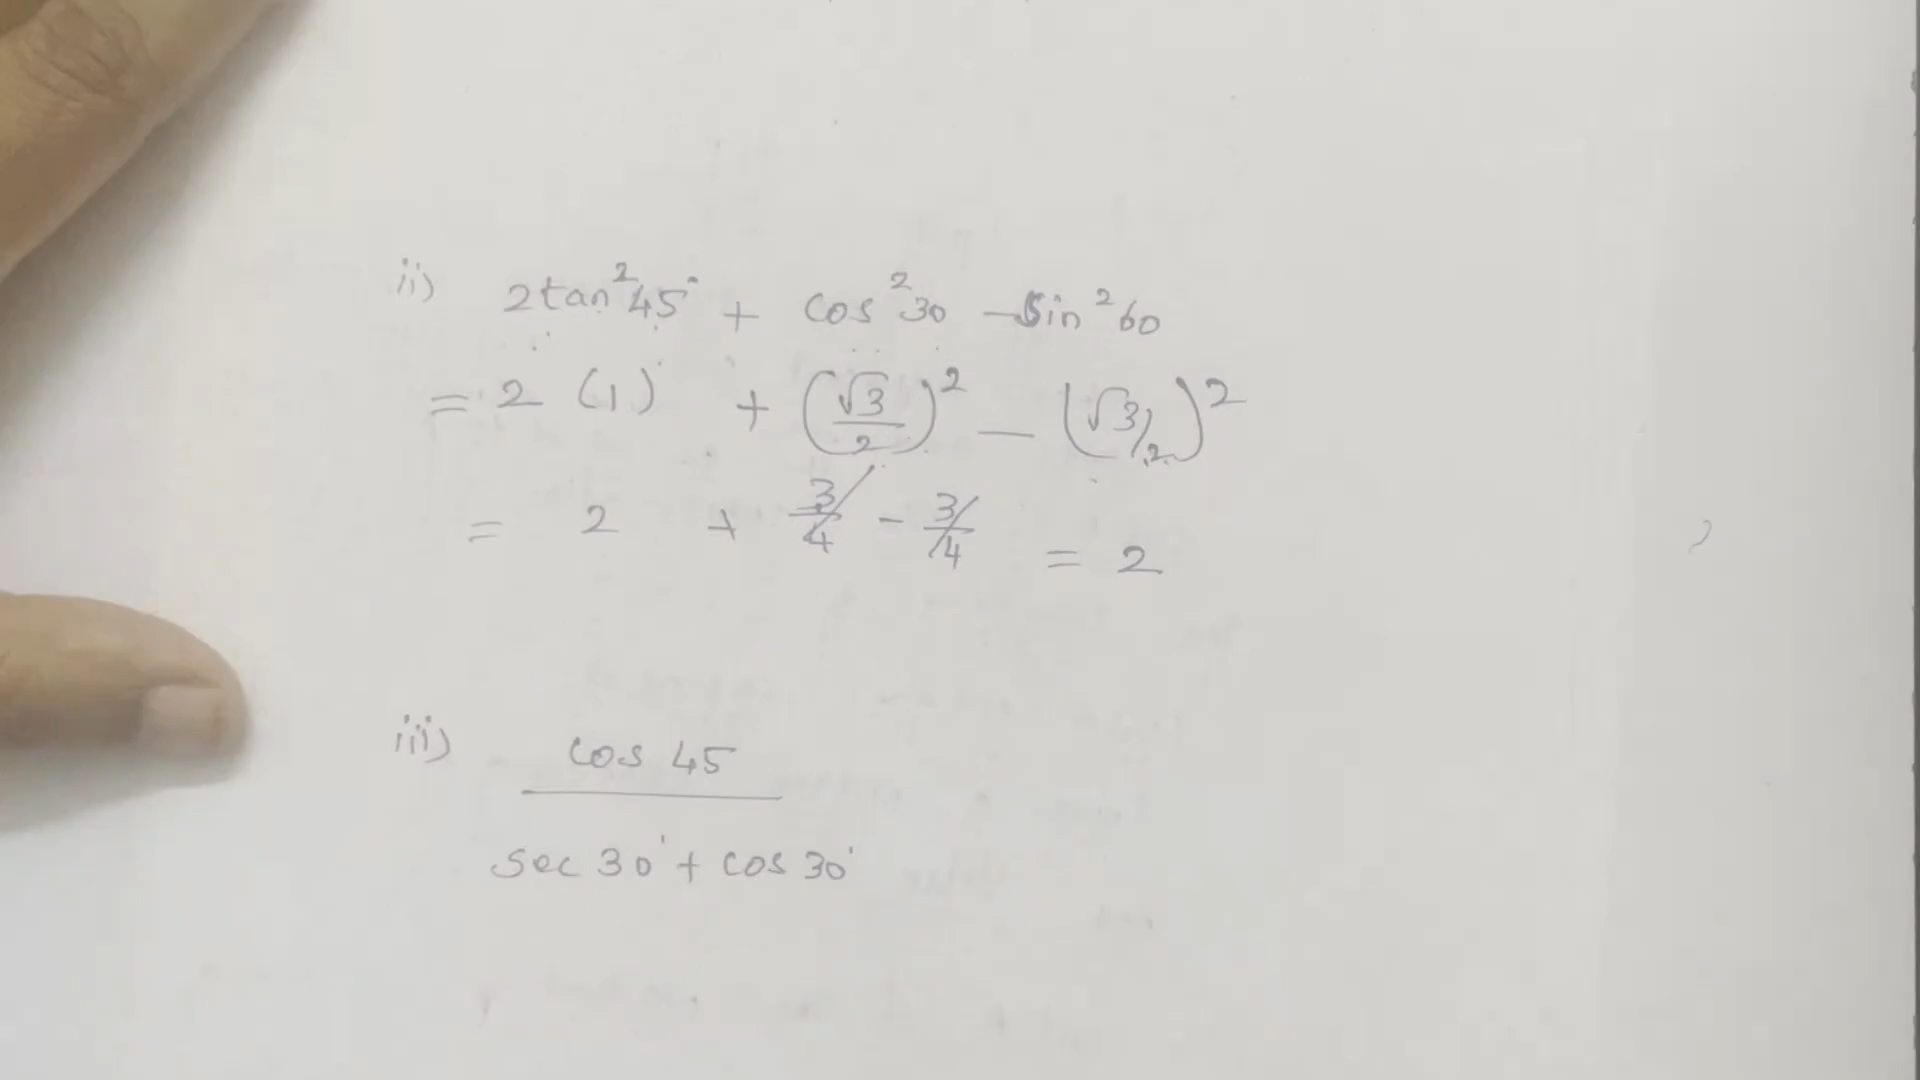 ii) 2tan²45° + cos²30 - sin²60
= 2 (1) + (√3/2)² - (√3/2)²
= 2 + 3/4 - 3/4 = 2
iii) cos 45
sec 30° + cos 30°